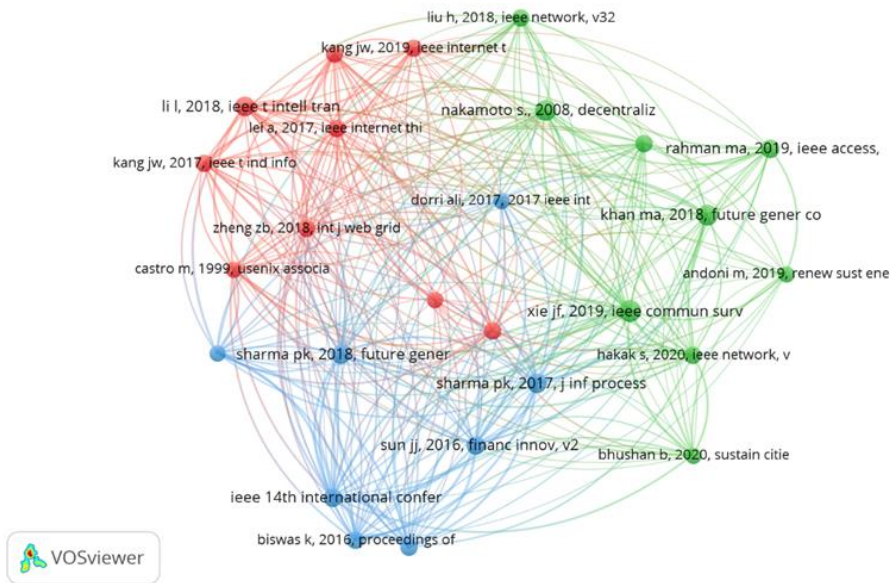 liu h, 2018, ieee network, v32
kang jw, 2019, ieee internet t
li l, 2018, ieee t intell tran
nakamoto s., 2008, decentraliz
lei a, 2017, ieee internet thi
rahman ma, 2019, ieee access,
kang jw, 2017, ieee t ind info
dorri ali, 2017, 2017 ieee int
khan ma, 2018, future gener co
zheng zb, 2018, int j web grid
castro m, 1999, usenix associa
andoni m, 2019, renew sust ene
xie jf, 2019, ieee commun surv
sharma pk, 2018, future gener
hakak s, 2020, ieee network, v
sharma pk, 2017, j inf process
sun jj, 2016, financ innov, v2
bhushan b, 2020, sustain citie
ieee 14th international confer
biswas k, 2016, proceedings of
VOSviewer